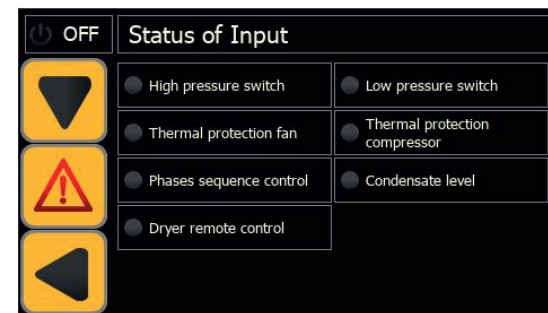 OFF
Status of Input
High pressure switch
Low pressure switch
Thermal protection fan
Thermal protection
compressor
Phases sequence control
Condensate level
Dryer remote control